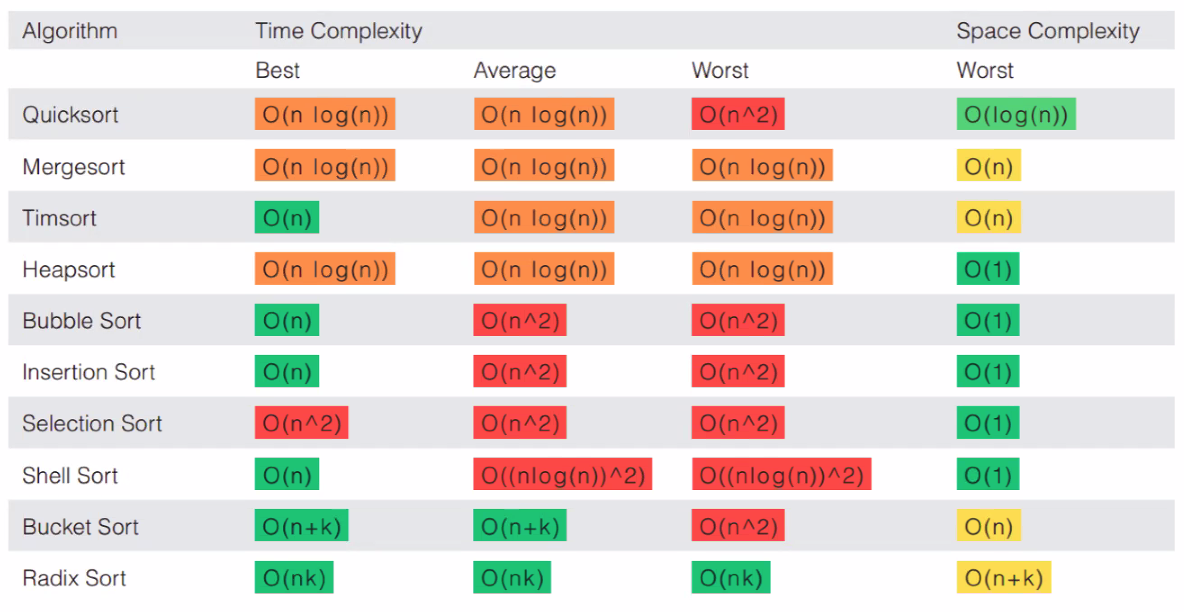 Algorithm Time Complexity Space Complexity
Best Average Worst Worst
Quicksort O(n log(n)) O(n log(n)) O(n^2) O(log(n))
Mergesort O(n log(n)) O(n log(n)) O(n log(n)) O(n)
Timsort O(n) O(n log(n)) O(n log(n)) O(n)
Heapsort O(n log(n)) O(n log(n)) O(n log(n)) O(1)
Bubble Sort O(n) O(n^2) O(n^2) O(1)
Insertion Sort O(n) O(n^2) O(n^2) O(1)
Selection Sort O(n^2) O(n^2) O(n^2) O(1)
Shell Sort O(n) O((nlog(n))^2) O((nlog(n))^2) O(1)
Bucket Sort O(n+k) O(n+k) O(n^2) O(n)
Radix Sort O(nk) O(nk) O(nk) O(n+k)